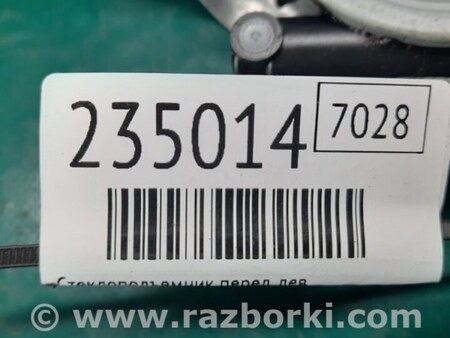 235014
7028
Стеклоподъемник перед лев
© www.razborki.com